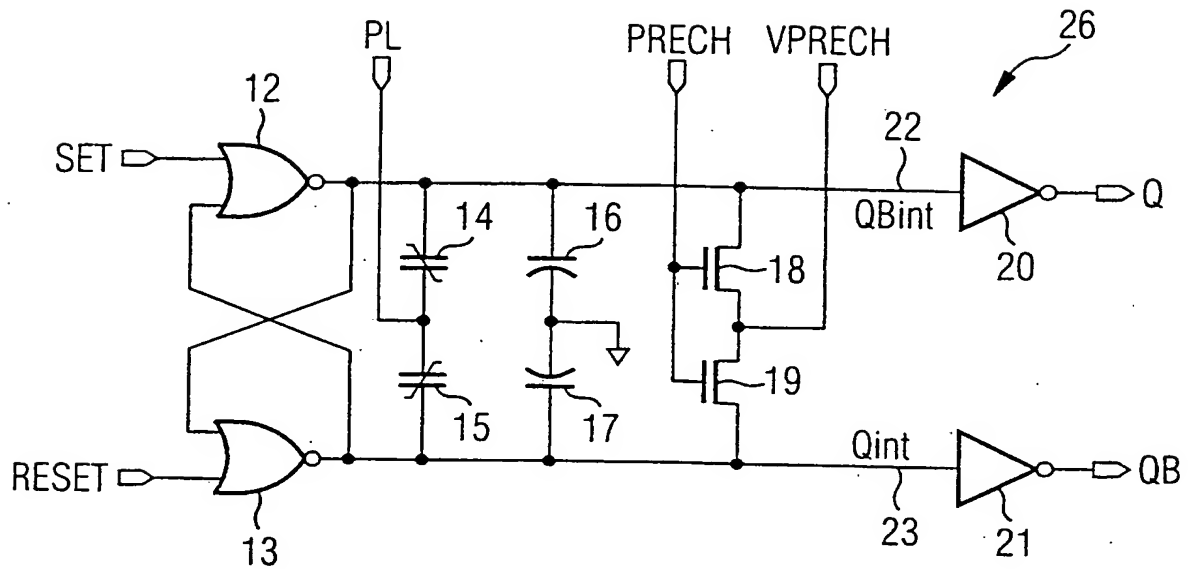 PL
PRECH
VPRECH
26
12
SET
22
14
16
QBint
Q
18
20
19
15
17
Qint
RESET
QB
13
23
21